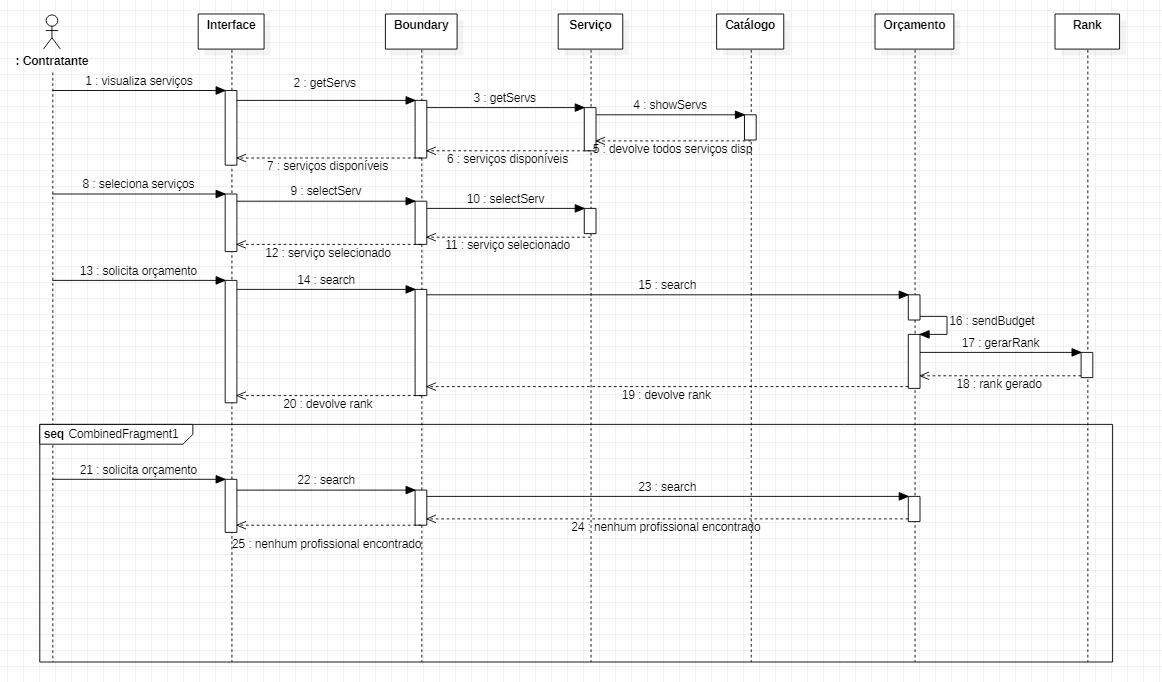 Interface
Boundary
Serviço
Catálogo
Orçamento
Rank
: Contratante
1 : visualiza serviços
2 : getServs
3 : getServs
4 : showServs
5 : devolve todos serviços disp
6 : serviços disponíveis
7 : serviços disponíveis
8 : seleciona serviços
9 : selectServ
10 : selectServ
11 : serviço selecionado
12 : serviço selecionado
13 : solicita orçamento
14 : search
15 : search
16 : sendBudget
17 : gerarRank
18 : rank gerado
19 : devolve rank
20 : devolve rank
seq CombinedFragment1
21 : solicita orçamento
22 : search
23 : search
24 : nenhum profissional encontrado
25 : nenhum profissional encontrado